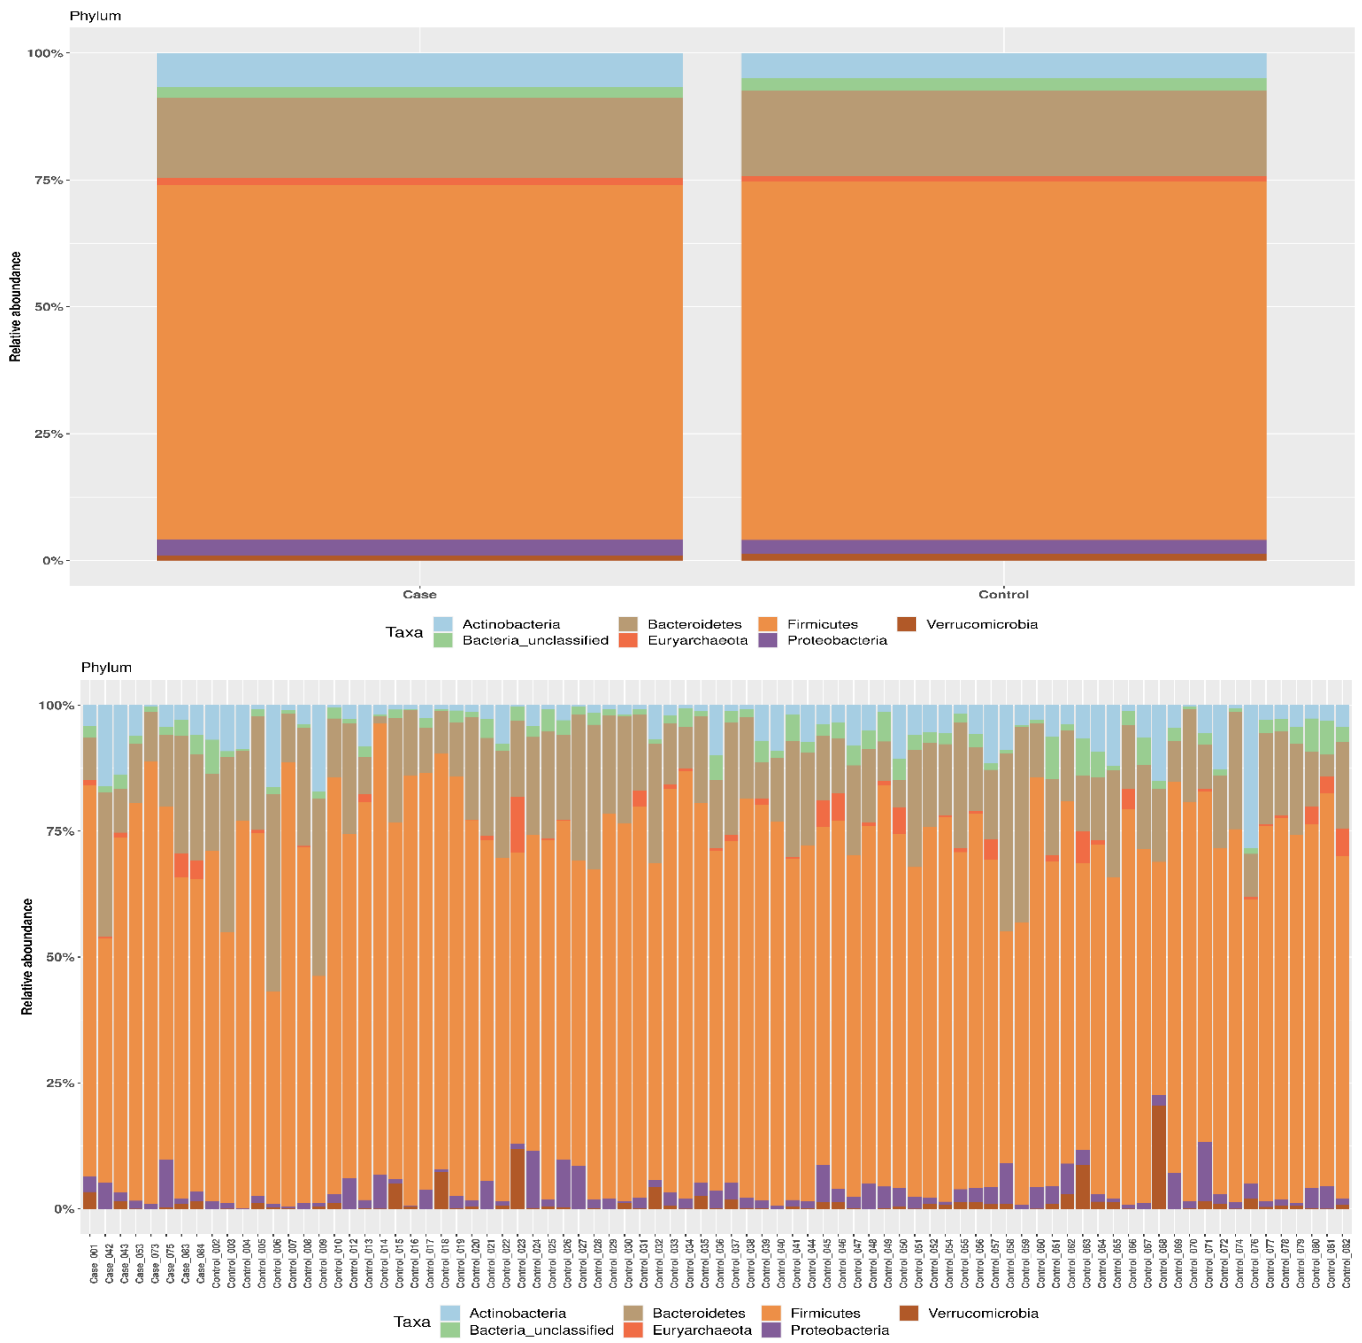 Phylum
100%
75%
50%
25%
0%
Relative aboundance
Case
Control
Taxa
Actinobacteria
Bacteroidetes
Firmicutes
Verrucomicrobia
Bacteria_unclassified
Euryarchaeota
Proteobacteria
Phylum
100%
75%
50%
25%
0%
Relative aboundance
Case_001
Case_042
Case_043
Case_053
Case_073
Case_075
Case_083
Case_084
Control_002
Control_003
Control_004
Control_005
Control_006
Control_007
Control_008
Control_009
Control_010
Control_012
Control_013
Control_014
Control_015
Control_016
Control_017
Control_018
Control_019
Control_020
Control_021
Control_022
Control_023
Control_024
Control_025
Control_026
Control_027
Control_028
Control_029
Control_030
Control_031
Control_032
Control_033
Control_034
Control_035
Control_036
Control_037
Control_038
Control_039
Control_040
Control_041
Control_044
Control_045
Control_046
Control_047
Control_048
Control_049
Control_050
Control_051
Control_052
Control_054
Control_055
Control_056
Control_057
Control_058
Control_059
Control_060
Control_061
Control_062
Control_063
Control_064
Control_065
Control_066
Control_067
Control_068
Control_069
Control_070
Control_071
Control_072
Control_074
Control_076
Control_077
Control_078
Control_079
Control_080
Control_081
Control_082
Taxa
Actinobacteria
Bacteroidetes
Firmicutes
Verrucomicrobia
Bacteria_unclassified
Euryarchaeota
Proteobacteria